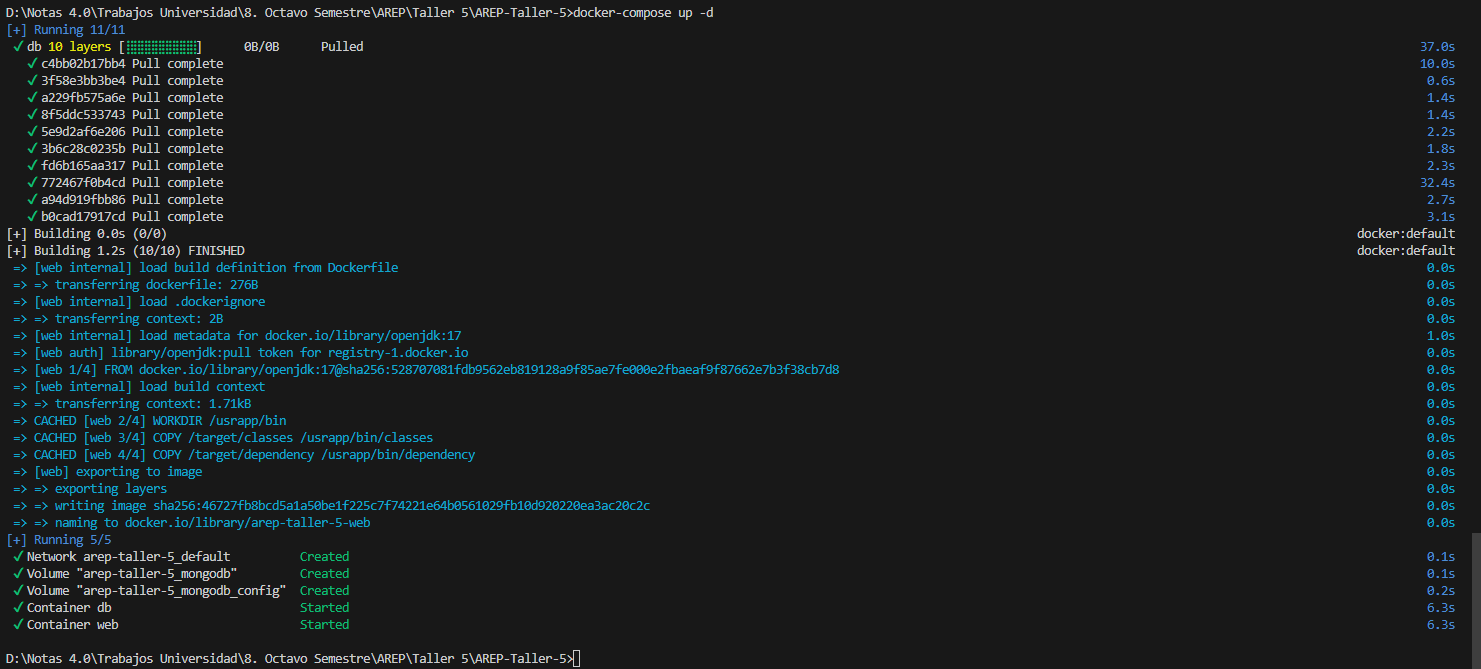 D:\Notas 4.0\Trabajos Universidad\8. Octavo Semestre\AREP\Taller 5\AREP-Taller-5>docker-compose up -d
[+] Running 11/11
✓ db 10 layers [⣿⣿⣿⣿⣿⣿⣿⣿⣿⣿] 0B/0B Pulled 37.0s
✓ c4bb02b17bb4 Pull complete 10.0s
✓ 3f58e3bb3be4 Pull complete 0.6s
✓ a229fb575a6e Pull complete 1.4s
✓ 8f5ddc533743 Pull complete 1.4s
✓ 5e9d2af6e206 Pull complete 2.2s
✓ 3b6c28c0235b Pull complete 1.8s
✓ fd6b165aa317 Pull complete 2.3s
✓ 772467f0b4cd Pull complete 32.4s
✓ a94d919fbb86 Pull complete 2.7s
✓ b0cad17917cd Pull complete 3.1s
[+] Building 0.0s (0/0) docker:default
[+] Building 1.2s (10/10) FINISHED docker:default
=> [web internal] load build definition from Dockerfile 0.0s
=> => transferring dockerfile: 276B 0.0s
=> [web internal] load .dockerignore 0.0s
=> => transferring context: 2B 0.0s
=> [web internal] load metadata for docker.io/library/openjdk:17 1.0s
=> [web auth] library/openjdk:pull token for registry-1.docker.io 0.0s
=> [web 1/4] FROM docker.io/library/openjdk:17@sha256:528707081fdb9562eb819128a9f85ae7fe000e2fbaeaf9f87662e7b3f38cb7d8 0.0s
=> [web internal] load build context 0.0s
=> => transferring context: 1.71kB 0.0s
=> CACHED [web 2/4] WORKDIR /usrapp/bin 0.0s
=> CACHED [web 3/4] COPY /target/classes /usrapp/bin/classes 0.0s
=> CACHED [web 4/4] COPY /target/dependency /usrapp/bin/dependency 0.0s
=> [web] exporting to image 0.0s
=> => exporting layers 0.0s
=> => writing image sha256:46727fb8bcd5a1a50be1f225c7f74221e64b0561029fb10d920220ea3ac20c2c 0.0s
=> => naming to docker.io/library/arep-taller-5-web 0.0s
[+] Running 5/5
✓ Network arep-taller-5_default Created 0.1s
✓ Volume "arep-taller-5_mongodb" Created 0.1s
✓ Volume "arep-taller-5_mongodb_config" Created 0.2s
✓ Container db Started 6.3s
✓ Container web Started 6.3s
D:\Notas 4.0\Trabajos Universidad\8. Octavo Semestre\AREP\Taller 5\AREP-Taller-5>